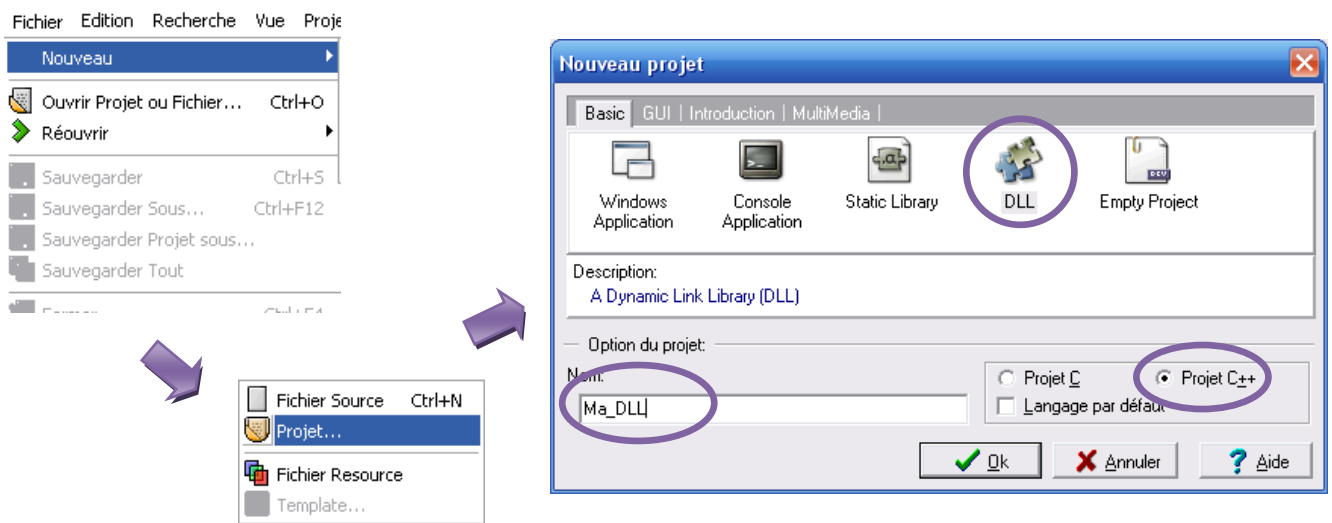 Fichier Edition Recherche Vue Proje
Nouveau
Ouvrir Projet ou Fichier... Ctrl+O
Réouvrir
Sauvegarder Ctrl+S
Sauvegarder Sous... Ctrl+F12
Sauvegarder Projet sous...
Sauvegarder Tout
Fichier Source Ctrl+N
Projet...
Fichier Resource
Template...
Nouveau projet
Basic GUI Introduction MultiMedia
Windows Application
Console Application
Static Library
DLL
Empty Project
DEV
Description:
A Dynamic Link Library (DLL)
Option du projet:
Nom:
Ma_DLL
Projet C
Projet C++
Langage par défaut
Ok
Annuler
Aide